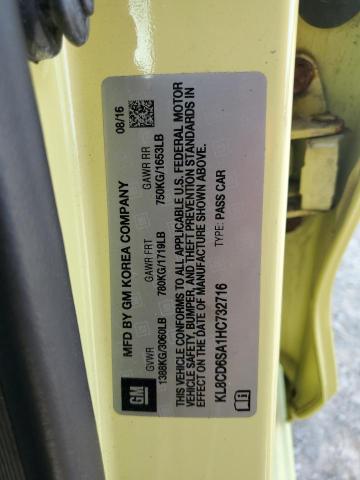 MFD BY GM KOREA COMPANY 08/16
GVWR GAWR FRT GAWR RR
1388KG/3060LB 780KG/1719LB 750KG/1653LB
THIS VEHICLE CONFORMS TO ALL APPLICABLE U.S. FEDERAL MOTOR
VEHICLE SAFETY, BUMPER, AND THEFT PREVENTION STANDARDS IN
EFFECT ON THE DATE OF MANUFACTURE SHOWN ABOVE.
KL8CD6SA1HC732716 TYPE: PASS CAR
GM